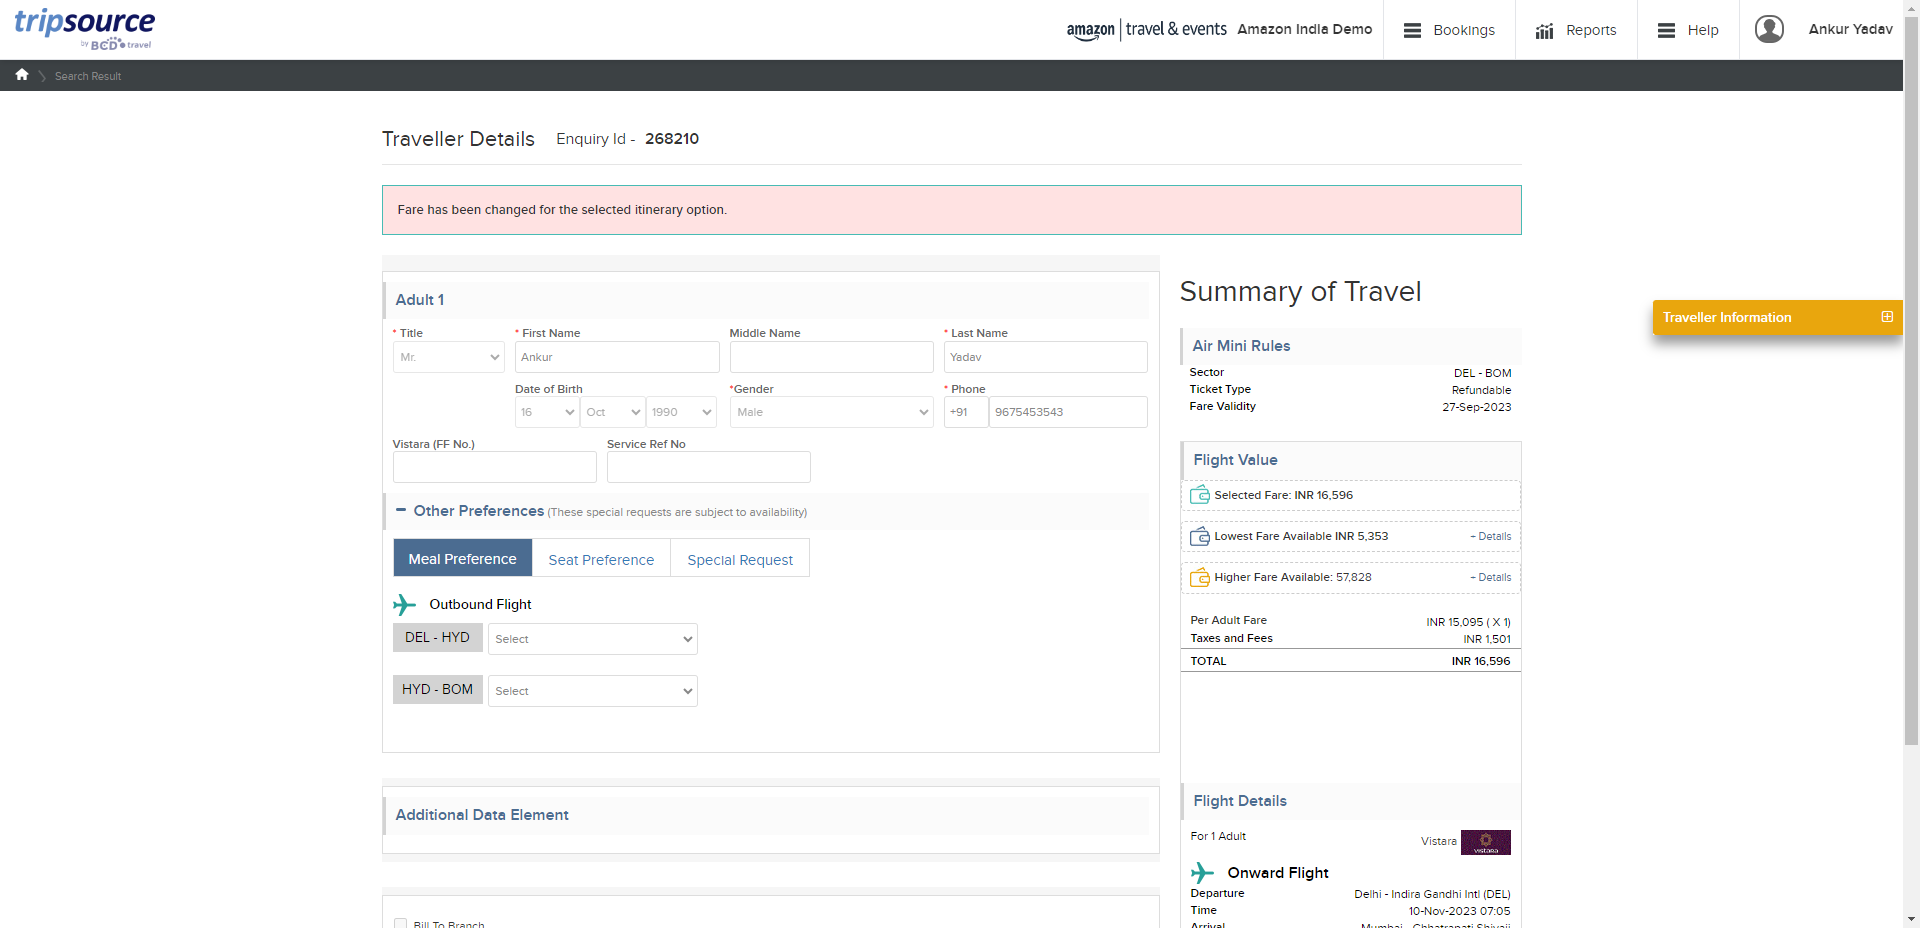 tripsource
by BCD travel
amazon travel & events Amazon India Demo
Bookings
Reports
Help
Ankur Yadav
Search Result
Traveller Details Enquiry Id - 268210
Fare has been changed for the selected itinerary option.
Adult 1
* Title * First Name Middle Name * Last Name
Mr. Ankur Yadav
Date of Birth *Gender * Phone
16 Oct 1990 Male +91 9675453543
Vistara (FF No.) Service Ref No
Other Preferences (These special requests are subject to availability)
Meal Preference Seat Preference Special Request
Outbound Flight
DEL - HYD Select
HYD - BOM Select
Additional Data Element
Bill To Branch
Summary of Travel
Air Mini Rules
Sector DEL - BOM
Ticket Type Refundable
Fare Validity 27-Sep-2023
Flight Value
Selected Fare: INR 16,596
Lowest Fare Available INR 5,353 + Details
Higher Fare Available: 57,828 + Details
Per Adult Fare INR 15,095 ( X 1)
Taxes and Fees INR 1,501
TOTAL INR 16,596
Flight Details
For 1 Adult Vistara
VISTARA
Onward Flight
Departure Delhi - Indira Gandhi Intl (DEL)
Time 10-Nov-2023 07:05
Arrival Mumbai - Chhatrapati Shivaji
Traveller Information